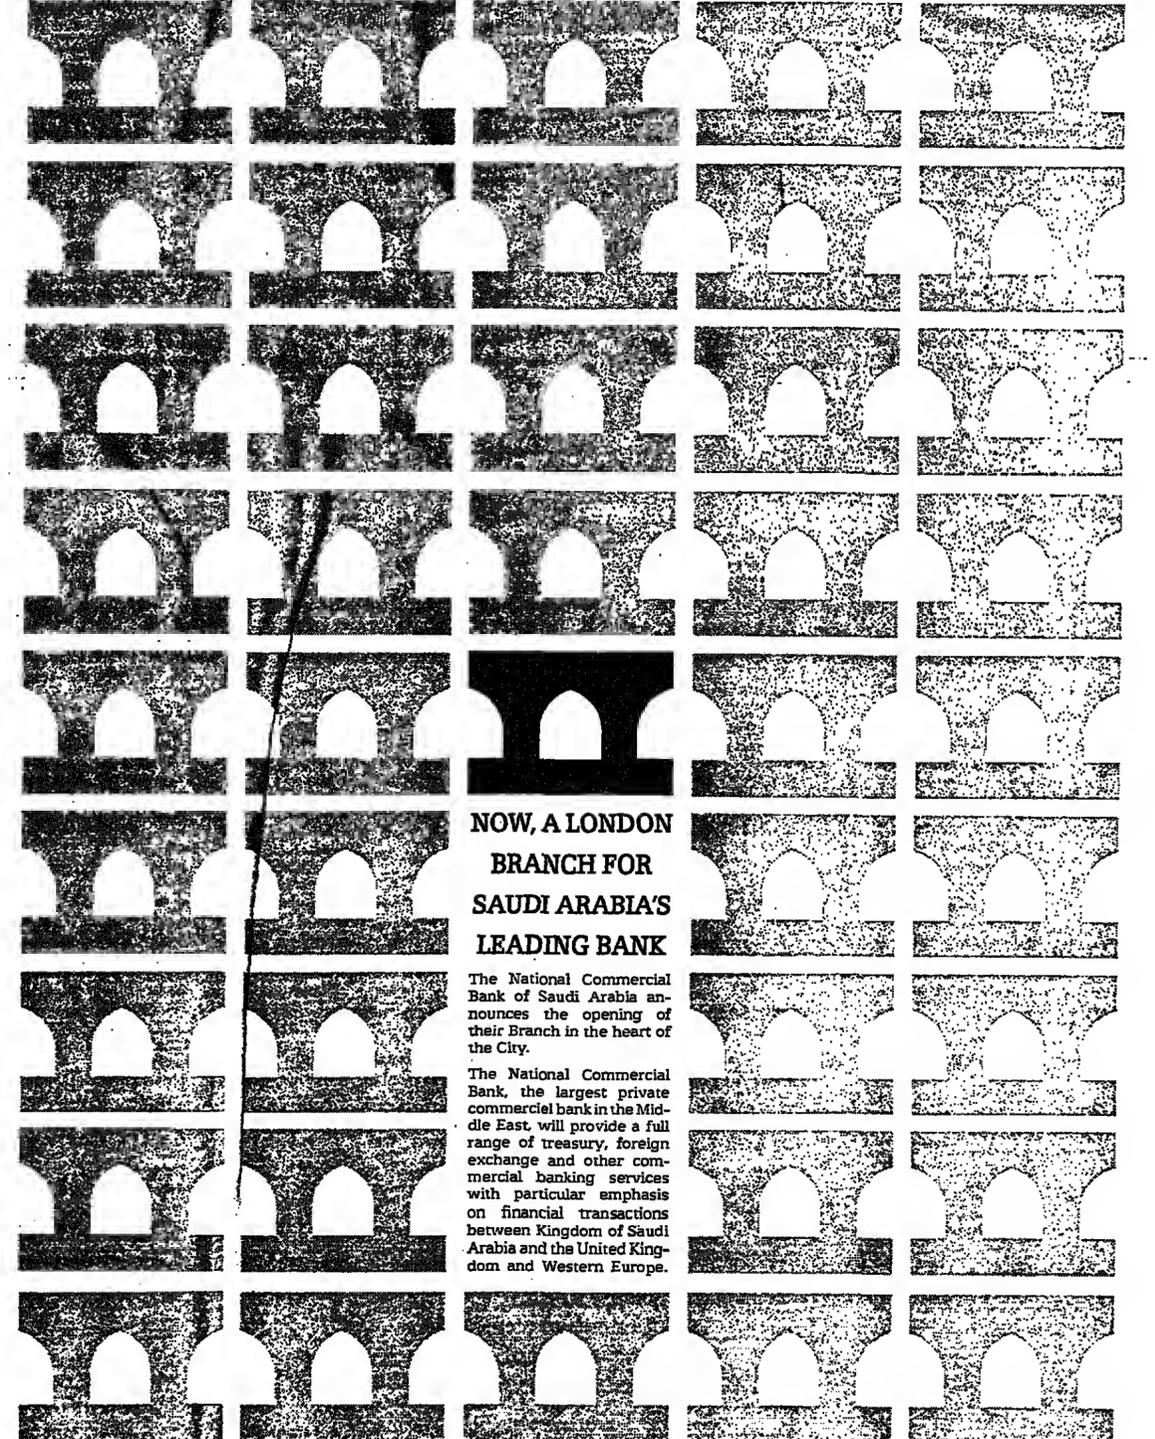 NOW, A LONDON
BRANCH FOR
SAUDI ARABIA'S
LEADING BANK
The National Commercial
Bank of Saudi Arabia an-
nounces the opening of
their Branch in the heart of
the City.
The National Commercial
Bank, the largest private
commerciel bank in the Mid-
dle East, will provide a full
range of treasury, foreign
exchange and other com-
mercial banking services
with particular emphasis
on financial transactions
between Kingdom of Saudi
Arabia and the United King-
dom and Western Europe.